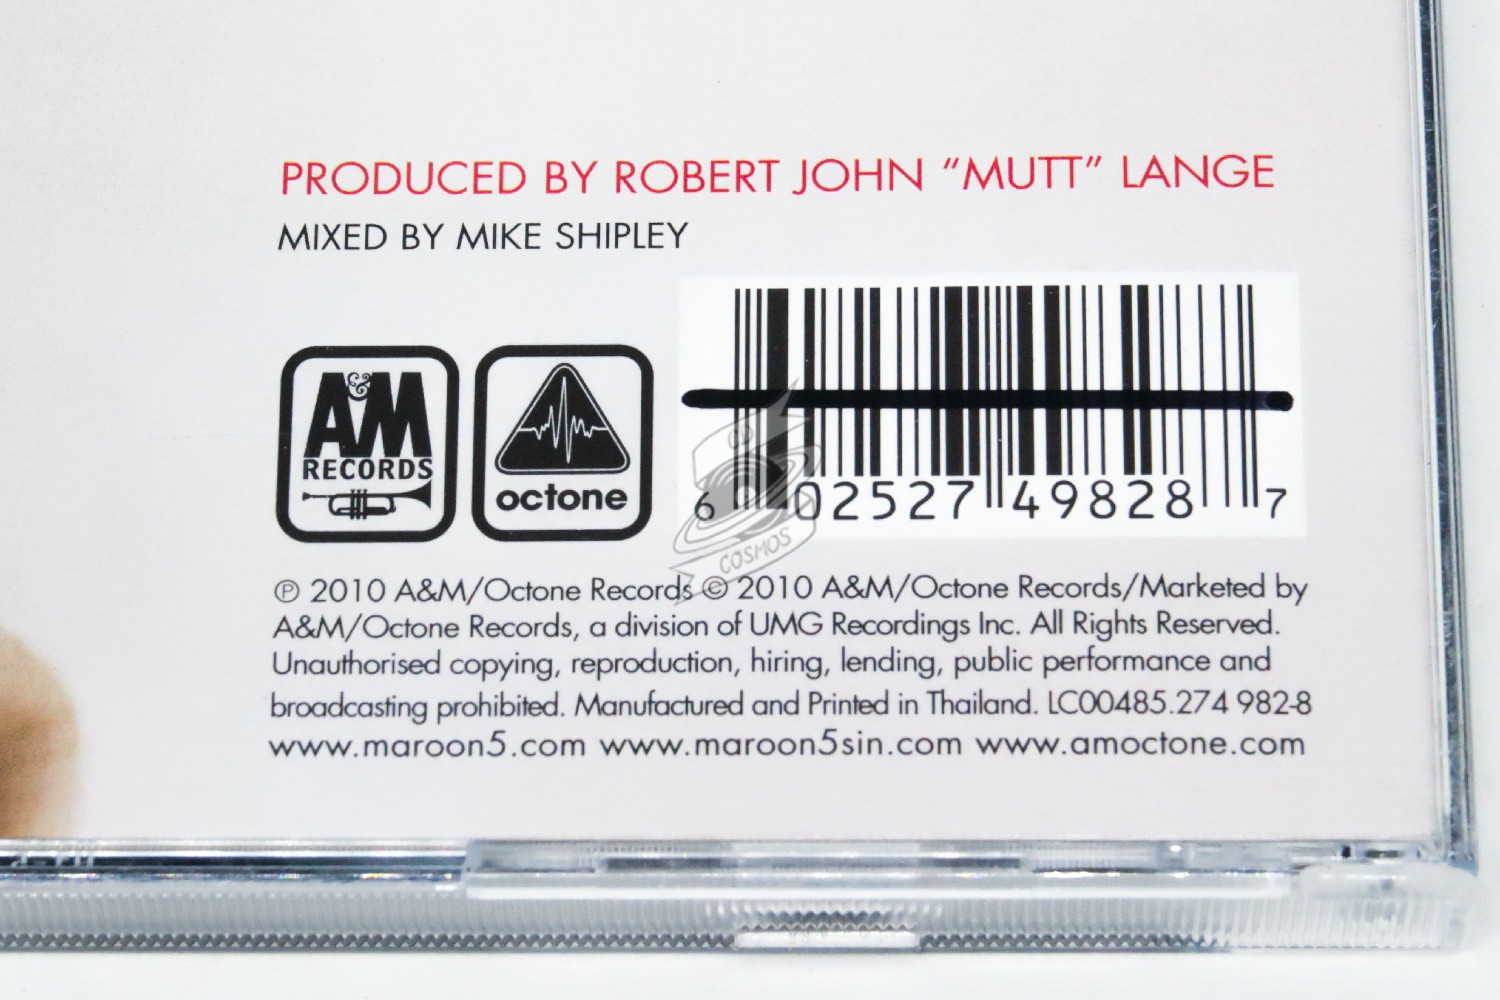 PRODUCED BY ROBERT JOHN “MUTT” LANGE
MIXED BY MIKE SHIPLEY
A&M
RECORDS
octone
6 02527 49828 7
COSMOS
℗ 2010 A&M/Octone Records © 2010 A&M/Octone Records/Marketed by
A&M/Octone Records, a division of UMG Recordings Inc. All Rights Reserved.
Unauthorised copying, reproduction, hiring, lending, public performance and
broadcasting prohibited. Manufactured and Printed in Thailand. LC00485.274 982-8
www.maroon5.com www.maroon5sin.com www.amoctone.com